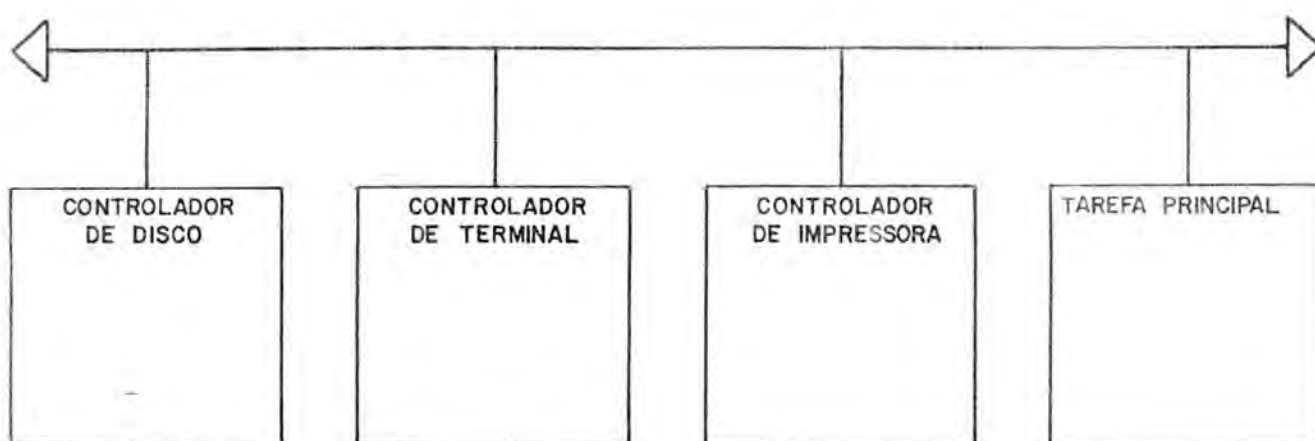 CONTROLADOR
DE DISCO
CONTROLADOR
DE TERMINAL
CONTROLADOR
DE IMPRESSORA
TAREFA PRINCIPAL